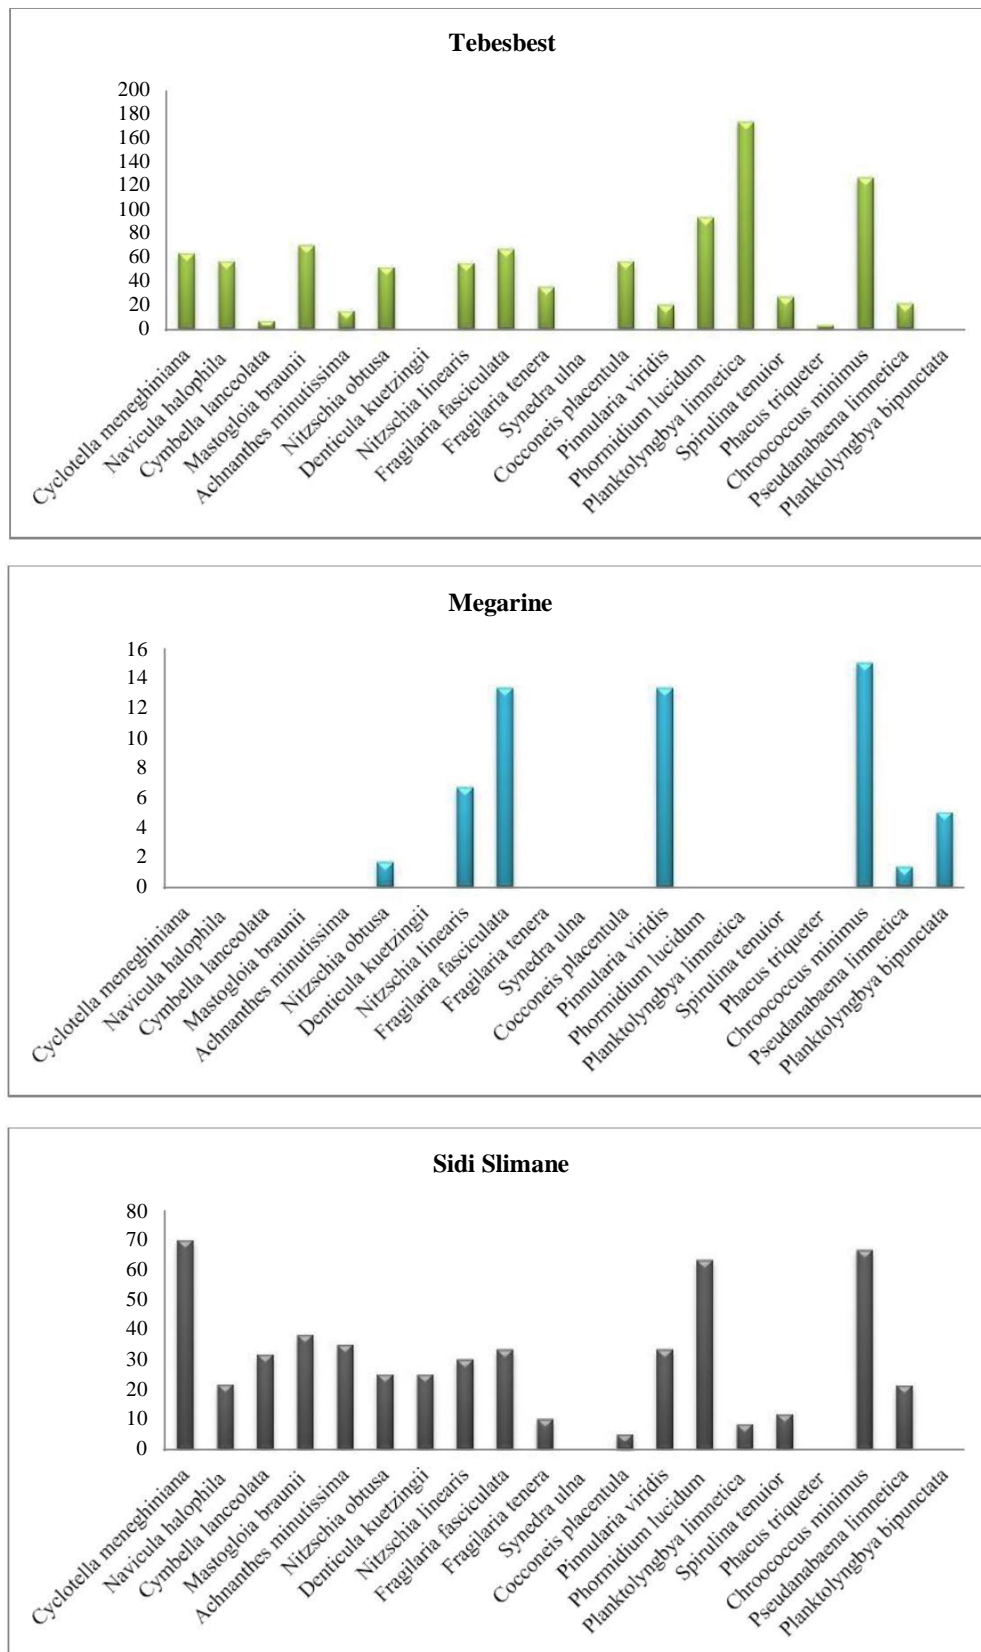 Tebesbest
200
180
160
140
120
100
80
60
40
20
0
Cyclotella meneghiniana
Navicula halophila
Cymbella lanceolata
Mastogloia braunii
Achnanthes minutissima
Nitzschia obtusa
Denticula kuetzingii
Nitzschia linearis
Fragilaria fasciculata
Fragilaria tenera
Synedra ulna
Cocconeis placentula
Pinnularia viridis
Phormidium lucidum
Planktolyngbya limnetica
Spirulina tenuior
Phacus triqueter
Chroococcus minimus
Pseudanabaena limnetica
Planktolyngbya bipunctata
Megarine
16
14
12
10
8
6
4
2
0
Cyclotella meneghiniana
Navicula halophila
Cymbella lanceolata
Mastogloia braunii
Achnanthes minutissima
Nitzschia obtusa
Denticula kuetzingii
Nitzschia linearis
Fragilaria fasciculata
Fragilaria tenera
Synedra ulna
Cocconeis placentula
Pinnularia viridis
Phormidium lucidum
Planktolyngbya limnetica
Spirulina tenuior
Phacus triqueter
Chroococcus minimus
Pseudanabaena limnetica
Planktolyngbya bipunctata
Sidi Slimane
80
70
60
50
40
30
20
10
0
Cyclotella meneghiniana
Navicula halophila
Cymbella lanceolata
Mastogloia braunii
Achnanthes minutissima
Nitzschia obtusa
Denticula kuetzingii
Nitzschia linearis
Fragilaria fasciculata
Fragilaria tenera
Synedra ulna
Cocconeis placentula
Pinnularia viridis
Phormidium lucidum
Planktolyngbya limnetica
Spirulina tenuior
Phacus triqueter
Chroococcus minimus
Pseudanabaena limnetica
Planktolyngbya bipunctata